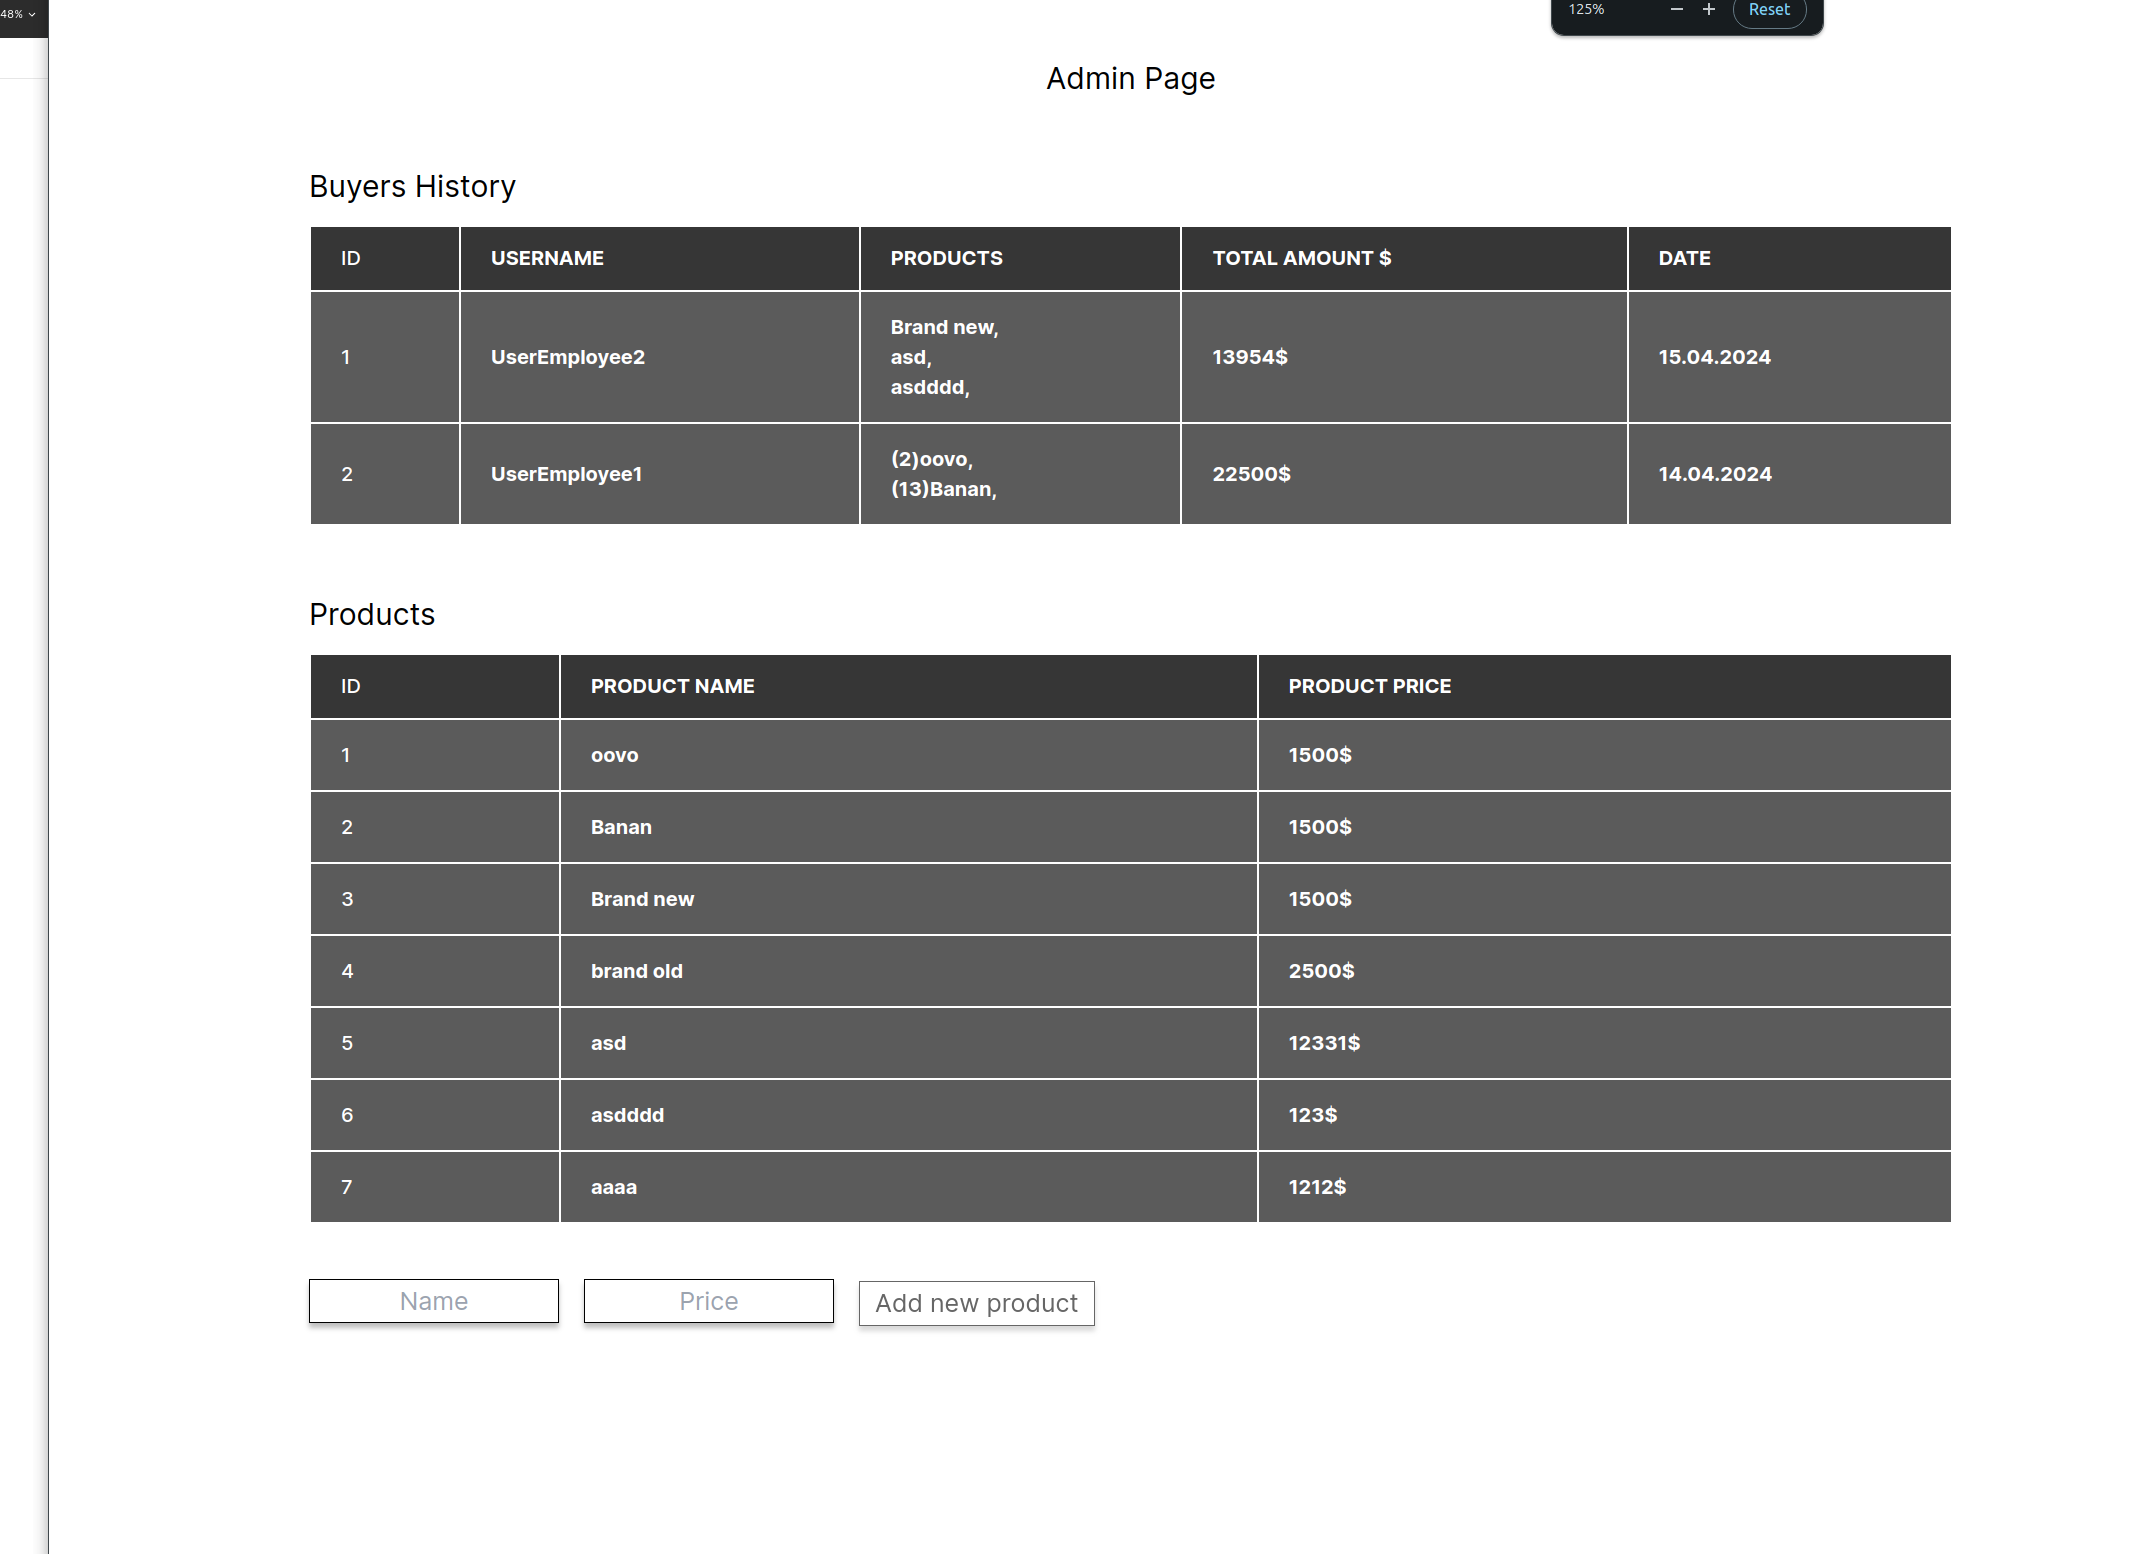 48%
125% − + Reset
Admin Page
Buyers History
ID USERNAME PRODUCTS TOTAL AMOUNT $ DATE
1 UserEmployee2 Brand new, 13954$ 15.04.2024
asd,
asdddd,
2 UserEmployee1 (2)oovo, 22500$ 14.04.2024
(13)Banan,
Products
ID PRODUCT NAME PRODUCT PRICE
1 oovo 1500$
2 Banan 1500$
3 Brand new 1500$
4 brand old 2500$
5 asd 12331$
6 asdddd 123$
7 aaaa 1212$
Name Price Add new product